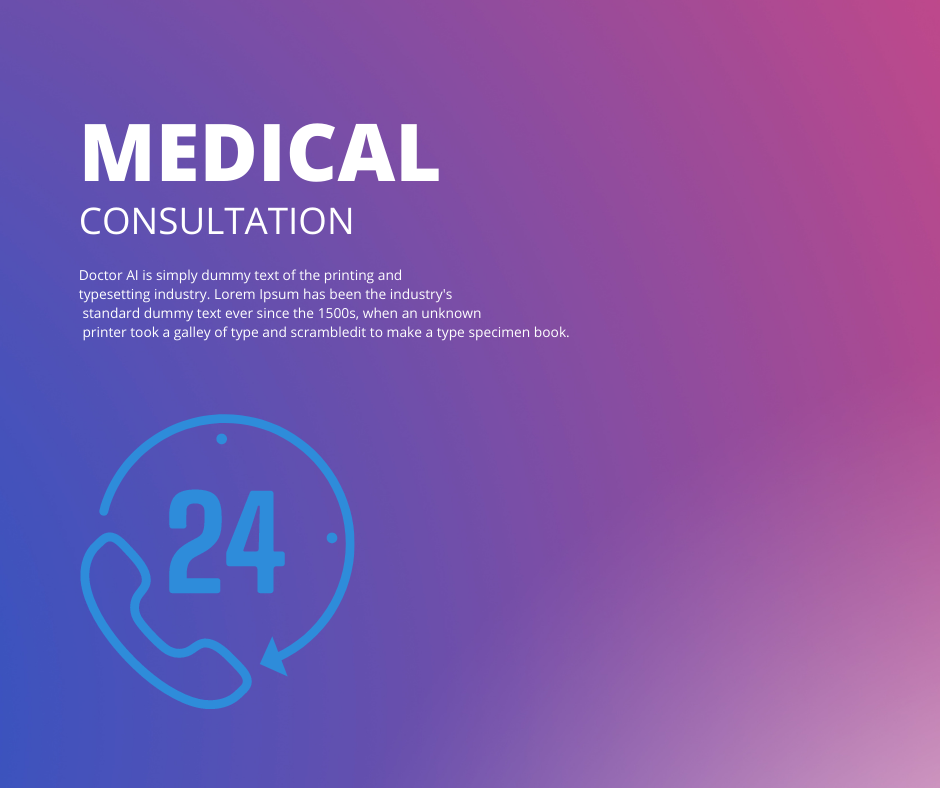 MEDICAL
CONSULTATION
Doctor AI is simply dummy text of the printing and
typesetting industry. Lorem Ipsum has been the industry's
standard dummy text ever since the 1500s, when an unknown
printer took a galley of type and scrambledit to make a type specimen book.
24